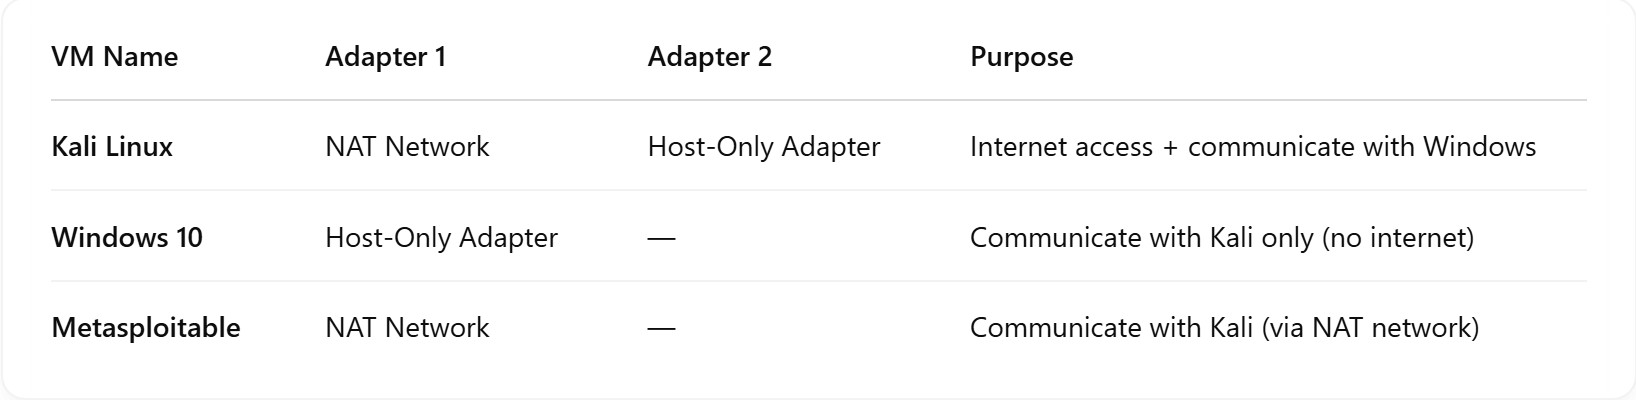 VM Name Adapter 1 Adapter 2 Purpose
Kali Linux NAT Network Host-Only Adapter Internet access + communicate with Windows
Windows 10 Host-Only Adapter — Communicate with Kali only (no internet)
Metasploitable NAT Network — Communicate with Kali (via NAT network)